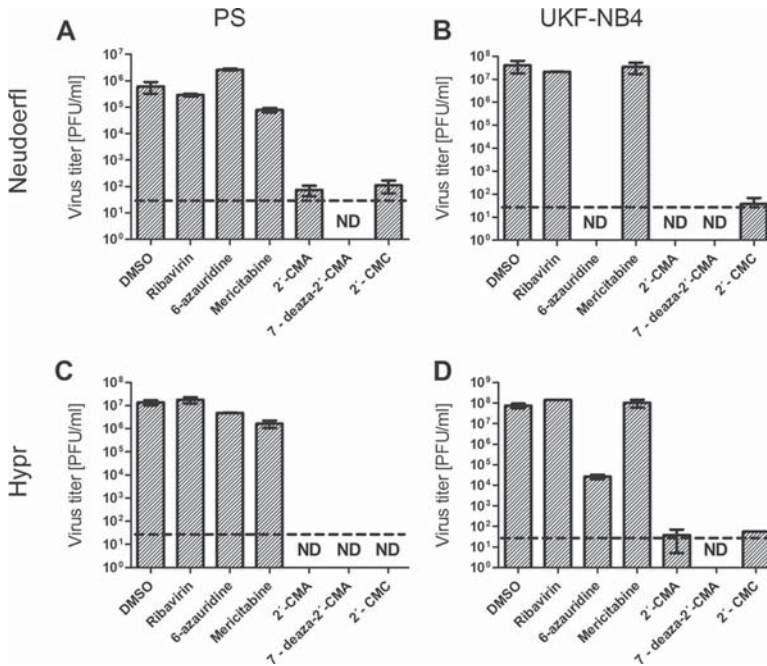 PS
UKF-NB4
Neudoerfl
Hypr
A
Virus titer [PFU/ml]
10⁷
10⁶
10⁵
10⁴
10³
10²
10¹
10⁰
ND
DMSO
Ribavirin
6-azauridine
Mericitabine
2´-CMA
7 - deaza-2´-CMA
2´- CMC
B
Virus titer [PFU/ml]
10⁸
10⁷
10⁶
10⁵
10⁴
10³
10²
10¹
10⁰
ND
ND
ND
DMSO
Ribavirin
6-azauridine
Mericitabine
2´-CMA
7 - deaza-2´-CMA
2´- CMC
C
Virus titer [PFU/ml]
10⁸
10⁷
10⁶
10⁵
10⁴
10³
10²
10¹
10⁰
ND
ND
ND
DMSO
Ribavirin
6-azauridine
Mericitabine
2´-CMA
7 - deaza-2´-CMA
2´- CMC
D
Virus titer [PFU/ml]
10⁹
10⁸
10⁷
10⁶
10⁵
10⁴
10³
10²
10¹
10⁰
ND
DMSO
Ribavirin
6-azauridine
Mericitabine
2´-CMA
7 - deaza-2´-CMA
2´- CMC